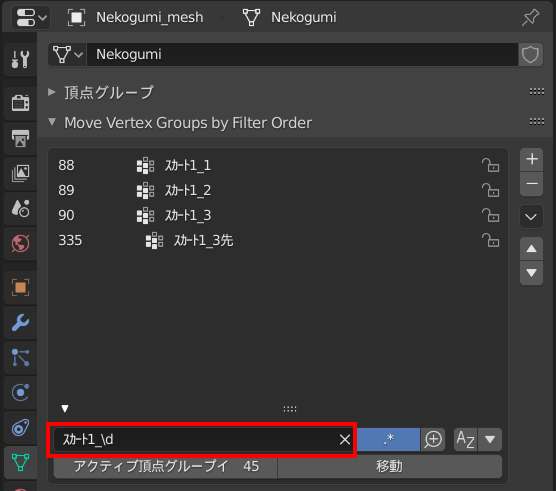 Nekogumi_mesh > Nekogumi
Nekogumi
頂点グループ
Move Vertex Groups by Filter Order
88 スカート1_1
89 スカート1_2
90 スカート1_3
335 スカート1_3先
スカート1_\d .* AZ
アクティブ頂点グループイ 45 移動